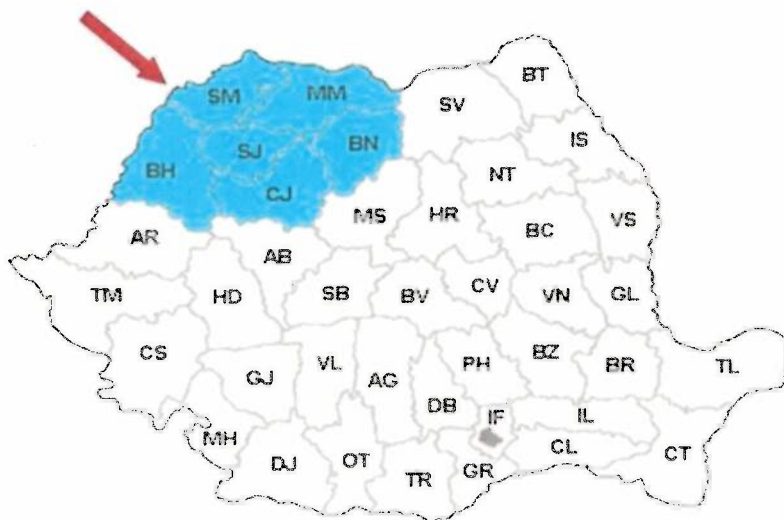 BT
SM
MM
SV
IS
SJ
BN
BH
NT
CJ
MS
HR
VS
BC
AR
AB
TM
HD
SB
BV
CV
VN
GL
CS
GJ
VL
AG
PH
BZ
BR
TL
DB
IF
IL
MH
DJ
OT
TR
GR
CL
CT